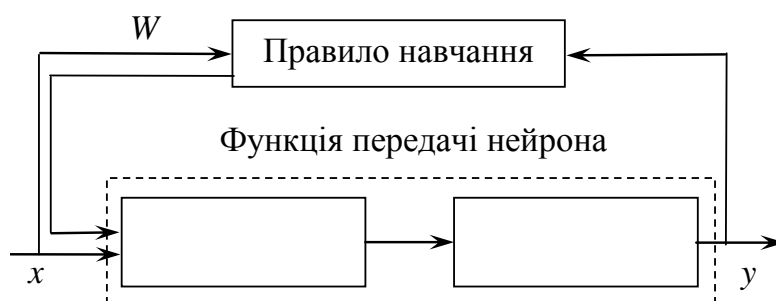 W
Правило навчання
Функція передачі нейрона
x
y